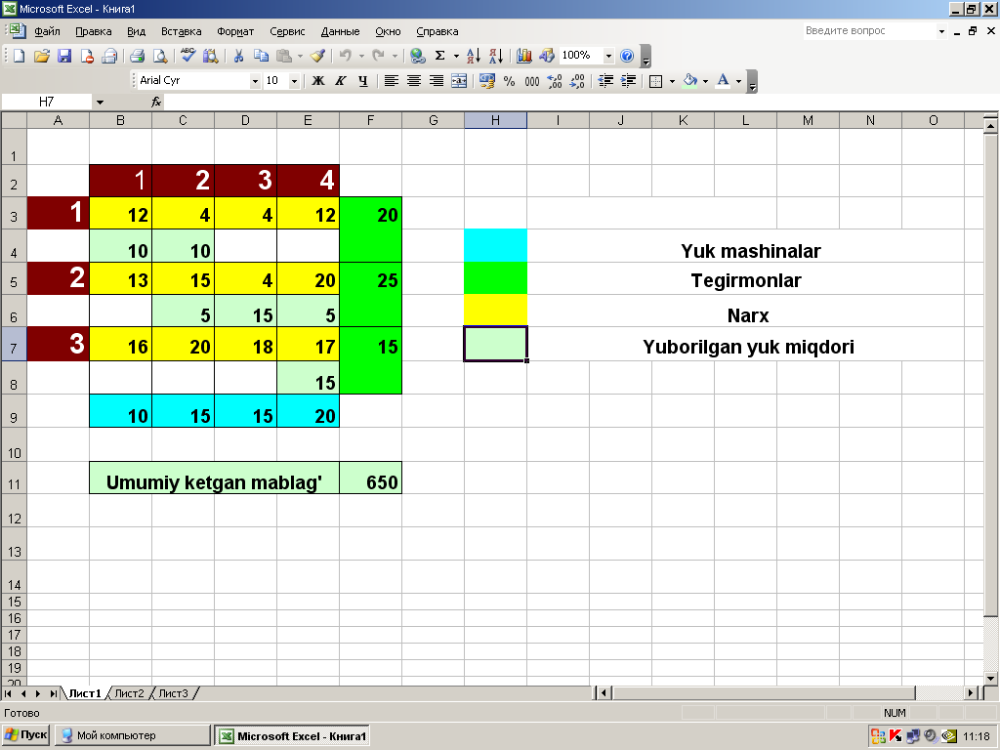 Microsoft Excel - Книга1
Файл Правка Вид Вставка Формат Сервис Данные Окно Справка Введите вопрос
100%
Arial Cyr 10 Ж К Ч % 000
H7 fx
A B C D E F G H I J K L M N O
1
2 1 2 3 4
3 1 12 4 4 12 20
4 10 10 Yuk mashinalar
5 2 13 15 4 20 25 Tegirmonlar
6 5 15 5 Narx
7 3 16 20 18 17 15 Yuborilgan yuk miqdori
8 15
9 10 15 15 20
10
11 Umumiy ketgan mablag' 650
12
13
14
15
16
17
18
19
20
Лист1 Лист2 Лист3
Готово NUM
Пуск Мой компьютер Microsoft Excel - Книга1 11:18